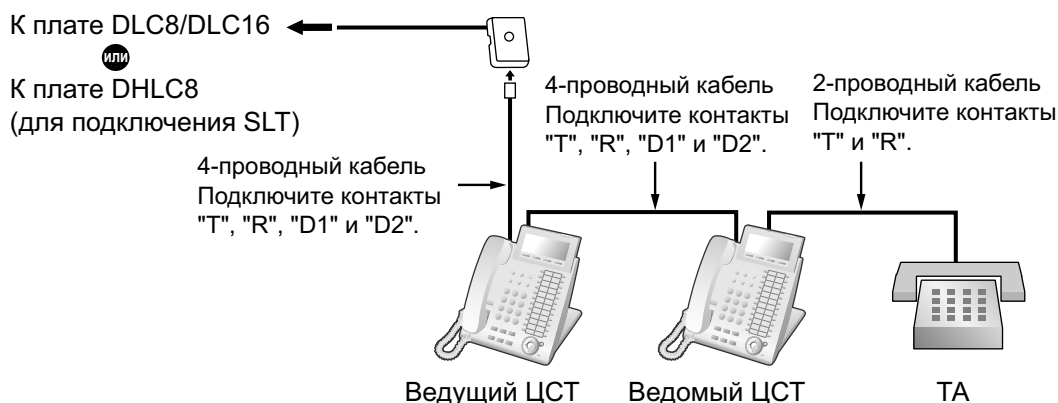 К плате DLC8/DLC16
или
К плате DHLC8
(для подключения SLT)
4-проводный кабель
Подключите контакты
"T", "R", "D1" и "D2".
4-проводный кабель
Подключите контакты
"T", "R", "D1" и "D2".
2-проводный кабель
Подключите контакты
"T" и "R".
Ведущий ЦСТ
Ведомый ЦСТ
ТА